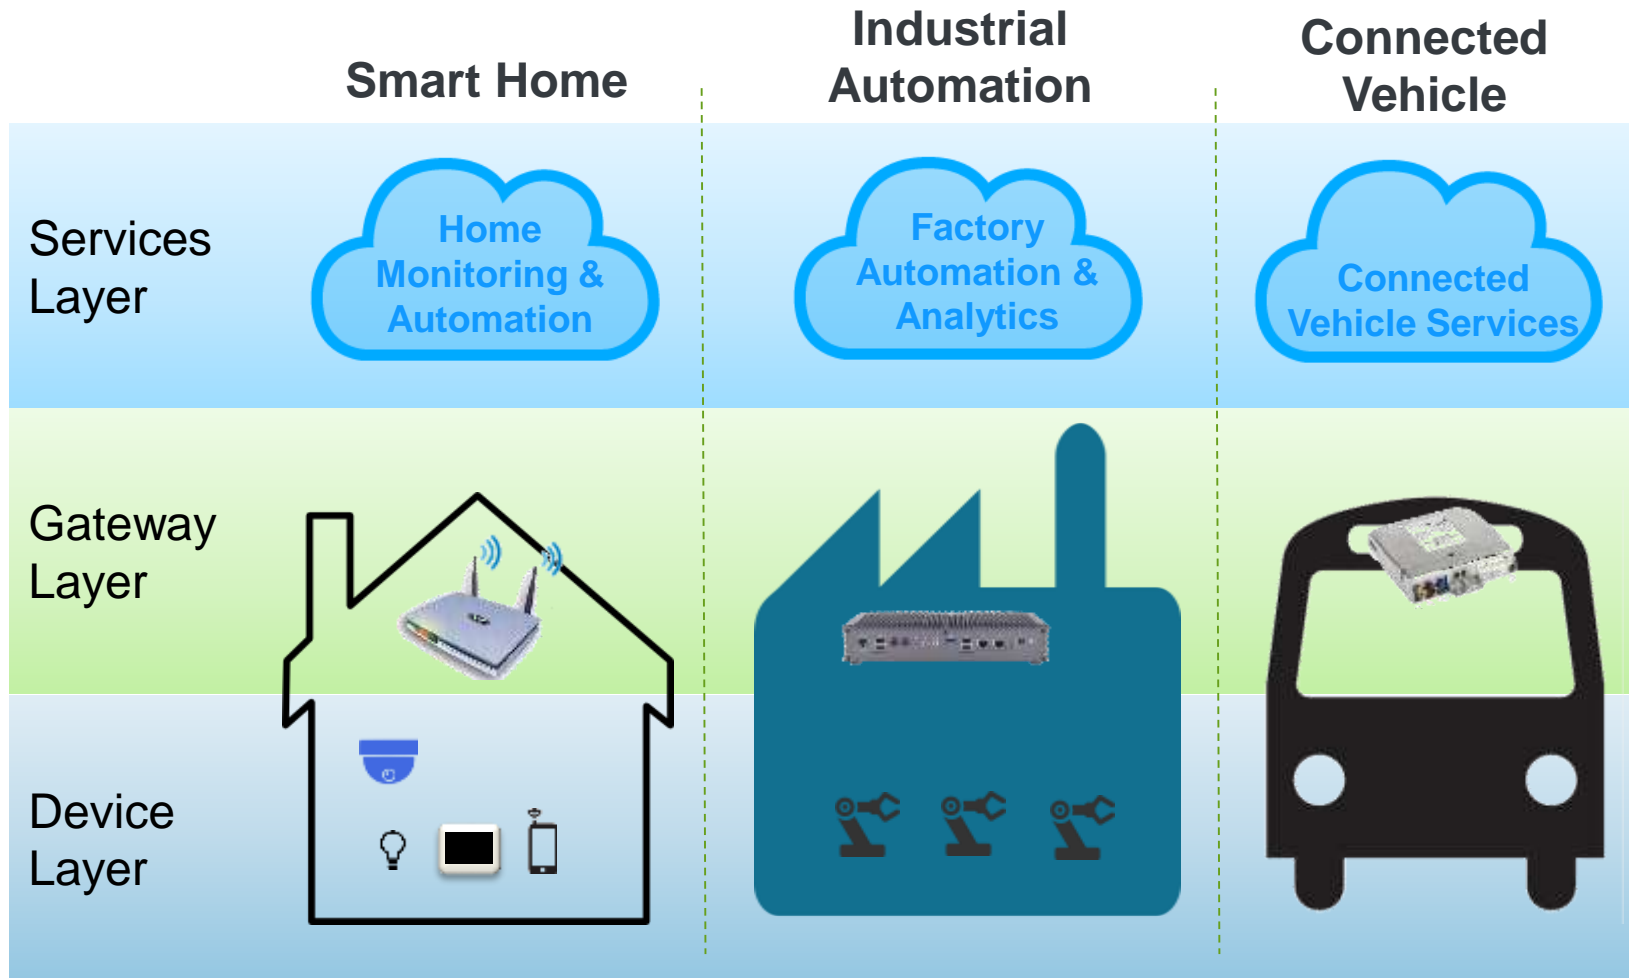 Smart Home
Industrial
Automation
Connected
Vehicle
Services
Layer
Home
Monitoring &
Automation
Factory
Automation &
Analytics
Connected
Vehicle Services
Gateway
Layer
Device
Layer